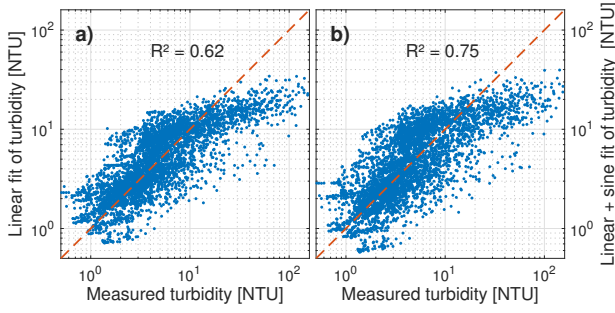 a)
R² = 0.62
Linear fit of turbidity [NTU]
10²
10¹
10⁰
10⁰ 10¹ 10²
Measured turbidity [NTU]
b)
R² = 0.75
10⁰ 10¹ 10²
Measured turbidity [NTU]
10²
10¹
10⁰
Linear + sine fit of turbidity [NTU]